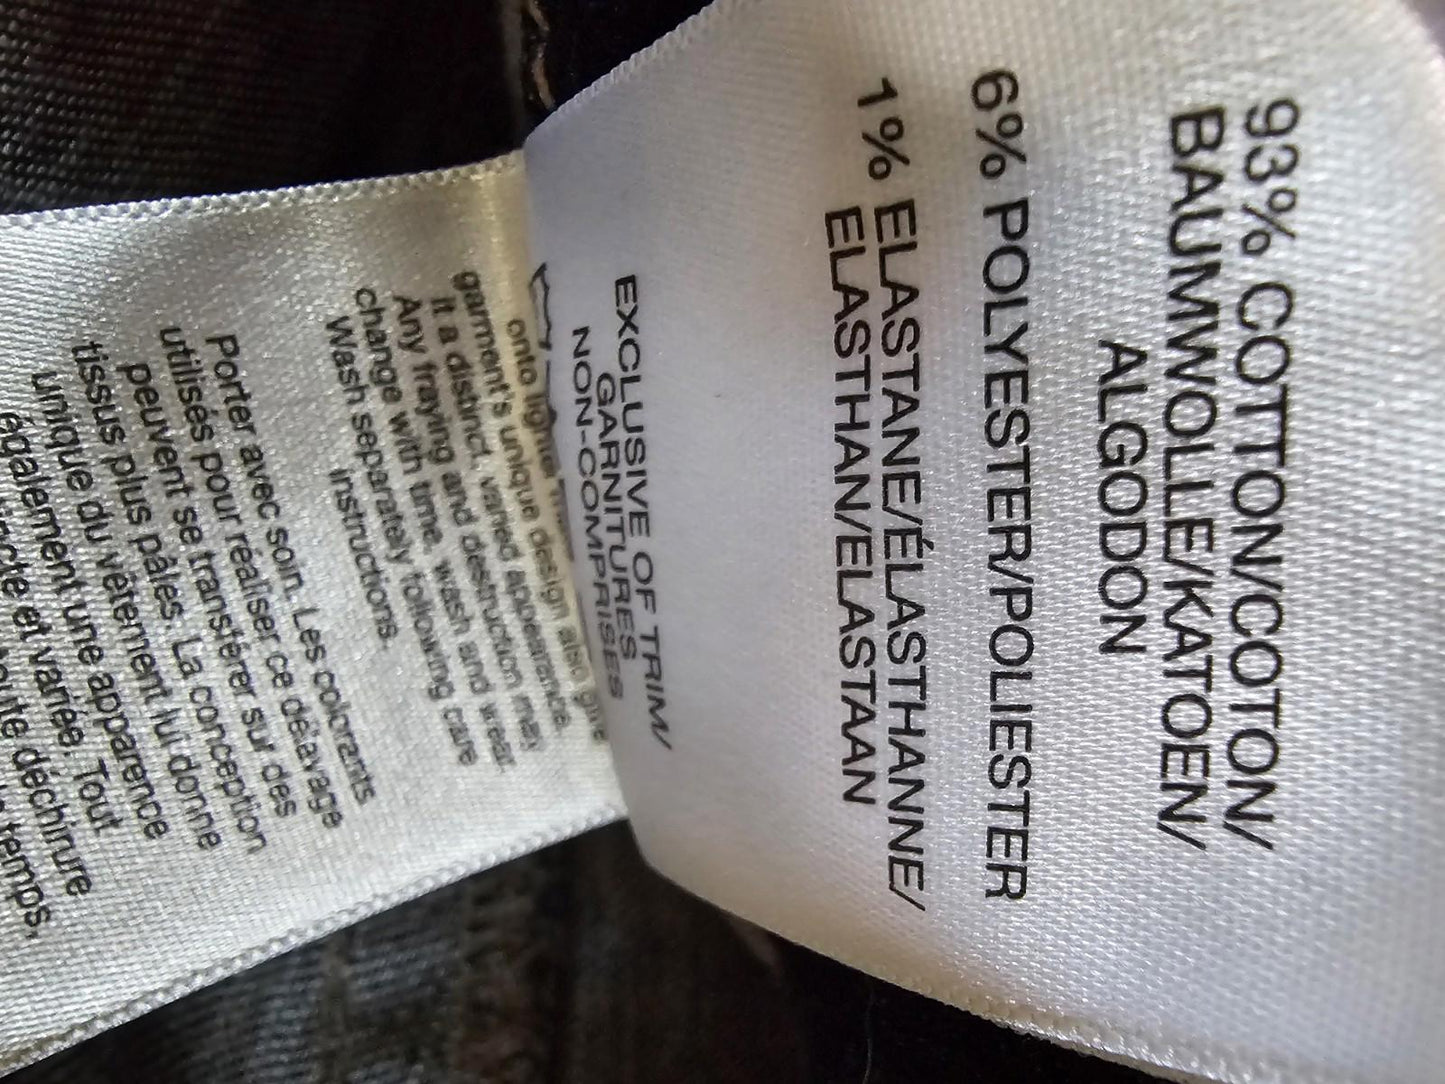 93% COTTON/COTON/
BAUMWOLLE/KATOEN/
ALGODON
6% POLYESTER/POLIESTER
1% ELASTANE/ÉLASTHANNE/
ELASTHAN/ELASTAAN
EXCLUSIVE OF TRIM/
GARNITURES
NON-COMPRISES
onto
garment's unique design also give
it a distinct, varied appearance.
Any fraying and destruction may
change with time, wash and wear.
Wash separately following care
instructions.
Porter avec soin. Les colorants
utilisés pour réaliser ce délavage
peuvent se transférer sur des
tissus plus pâles. La conception
unique du vêtement lui donne
également une apparence
et variée. Tout
déchirure
temps,